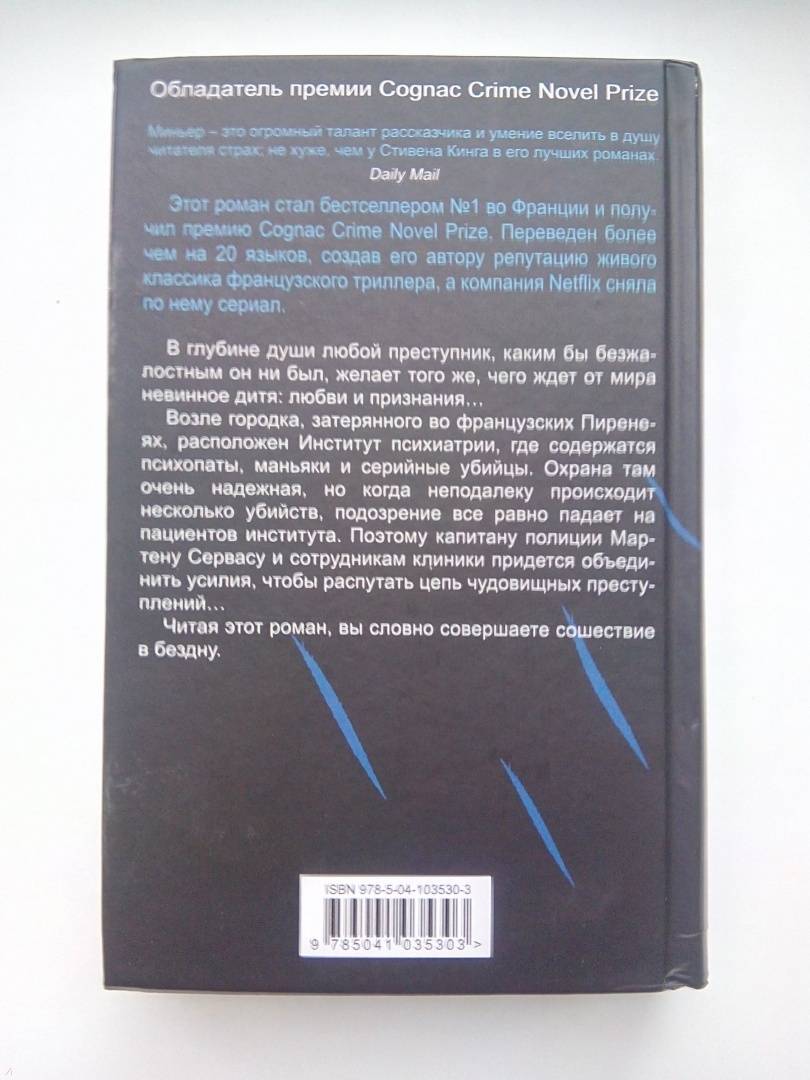 Обладатель премии Cognac Crime Novel Prize
Миньер – это огромный талант рассказчика и умение вселить в душу
читателя страх; не хуже, чем у Стивена Кинга в его лучших романах.
Daily Mail
Этот роман стал бестселлером №1 во Франции и полу-
чил премию Cognac Crime Novel Prize. Переведен более
чем на 20 языков, создав его автору репутацию живого
классика французского триллера, а компания Netflix сняла
по нему сериал.
В глубине души любой преступник, каким бы безжа-
лостным он ни был, желает того же, чего ждет от мира
невинное дитя: любви и признания...
Возле городка, затерянного во французских Пирене-
ях, расположен Институт психиатрии, где содержатся
психопаты, маньяки и серийные убийцы. Охрана там
очень надежная, но когда неподалеку происходит
несколько убийств, подозрение все равно падает на
пациентов института. Поэтому капитану полиции Мар-
тену Сервасу и сотрудникам клиники придется объеди-
нить усилия, чтобы распутать цепь чудовищных престу-
плений...
Читая этот роман, вы словно совершаете сошествие
в бездну.
ISBN 978-5-04-103530-3
9 785041 035303 >